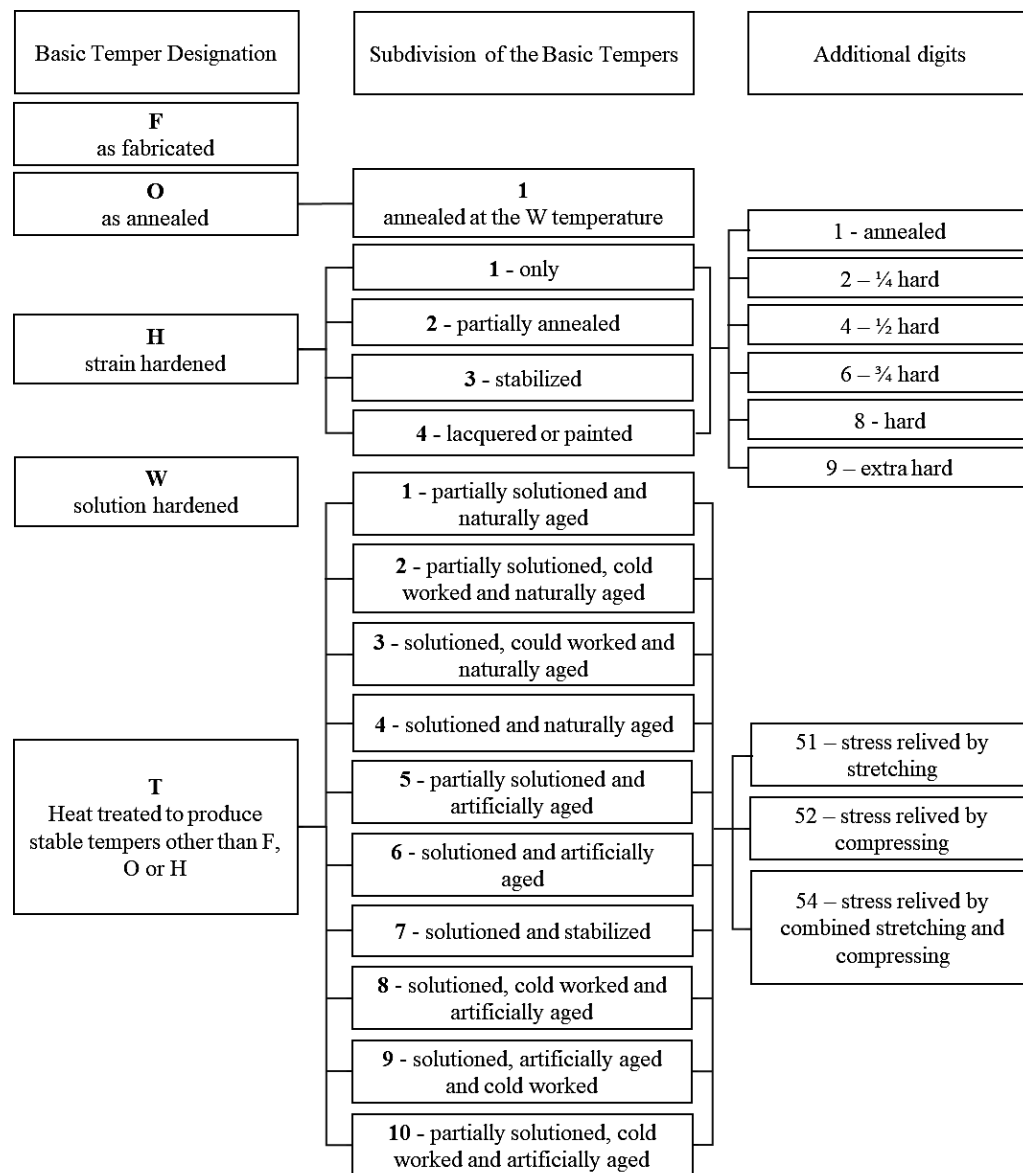 Basic Temper Designation
Subdivision of the Basic Tempers
Additional digits
F
as fabricated
O
as annealed
1
annealed at the W temperature
H
strain hardened
1 - only
2 - partially annealed
3 - stabilized
4 - lacquered or painted
1 - annealed
2 – ¼ hard
4 – ½ hard
6 – ¾ hard
8 - hard
9 – extra hard
W
solution hardened
T
Heat treated to produce
stable tempers other than F,
O or H
1 - partially solutioned and
naturally aged
2 - partially solutioned, cold
worked and naturally aged
3 - solutioned, could worked and
naturally aged
4 - solutioned and naturally aged
5 - partially solutioned and
artificially aged
6 - solutioned and artificially
aged
7 - solutioned and stabilized
8 - solutioned, cold worked and
artificially aged
9 - solutioned, artificially aged
and cold worked
10 - partially solutioned, cold
worked and artificially aged
51 – stress relived by
stretching
52 – stress relived by
compressing
54 – stress relived by
combined stretching and
compressing